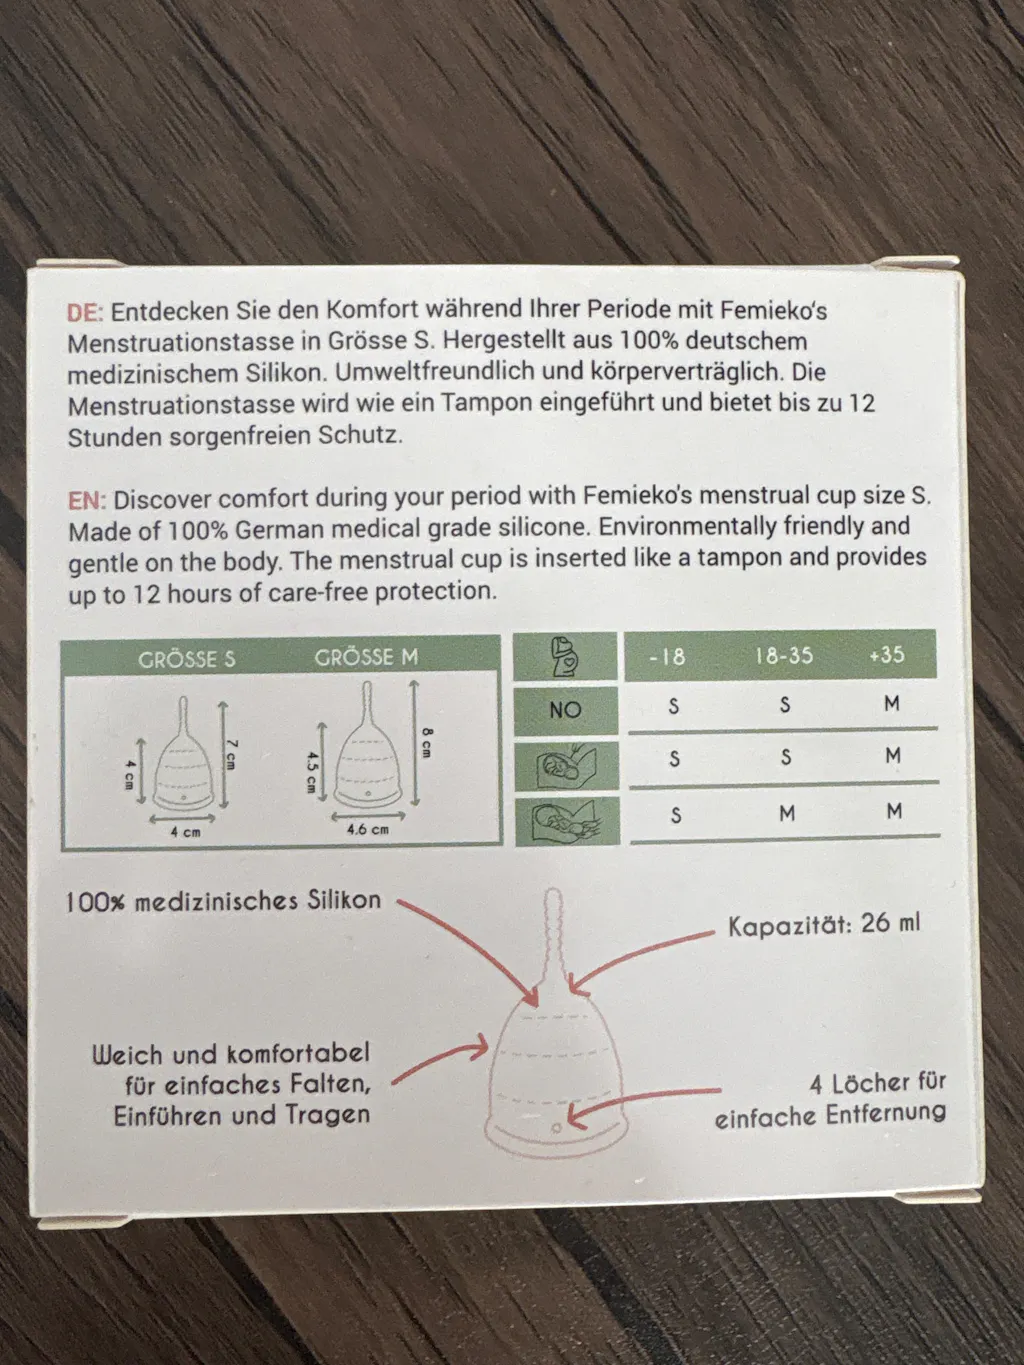 DE: Entdecken Sie den Komfort während Ihrer Periode mit Femieko's
Menstruationstasse in Grösse S. Hergestellt aus 100% deutschem
medizinischem Silikon. Umweltfreundlich und körperverträglich. Die
Menstruationstasse wird wie ein Tampon eingeführt und bietet bis zu 12
Stunden sorgenfreien Schutz.
EN: Discover comfort during your period with Femieko's menstrual cup size S.
Made of 100% German medical grade silicone. Environmentally friendly and
gentle on the body. The menstrual cup is inserted like a tampon and provides
up to 12 hours of care-free protection.
GRÖSSE S GRÖSSE M
4 cm 7 cm 4.5 cm 8 cm
4 cm 4.6 cm
-18 18-35 +35
NO S S M
S S M
S M M
100% medizinisches Silikon
Kapazität: 26 ml
Weich und komfortabel
für einfaches Falten,
Einführen und Tragen
4 Löcher für
einfache Entfernung